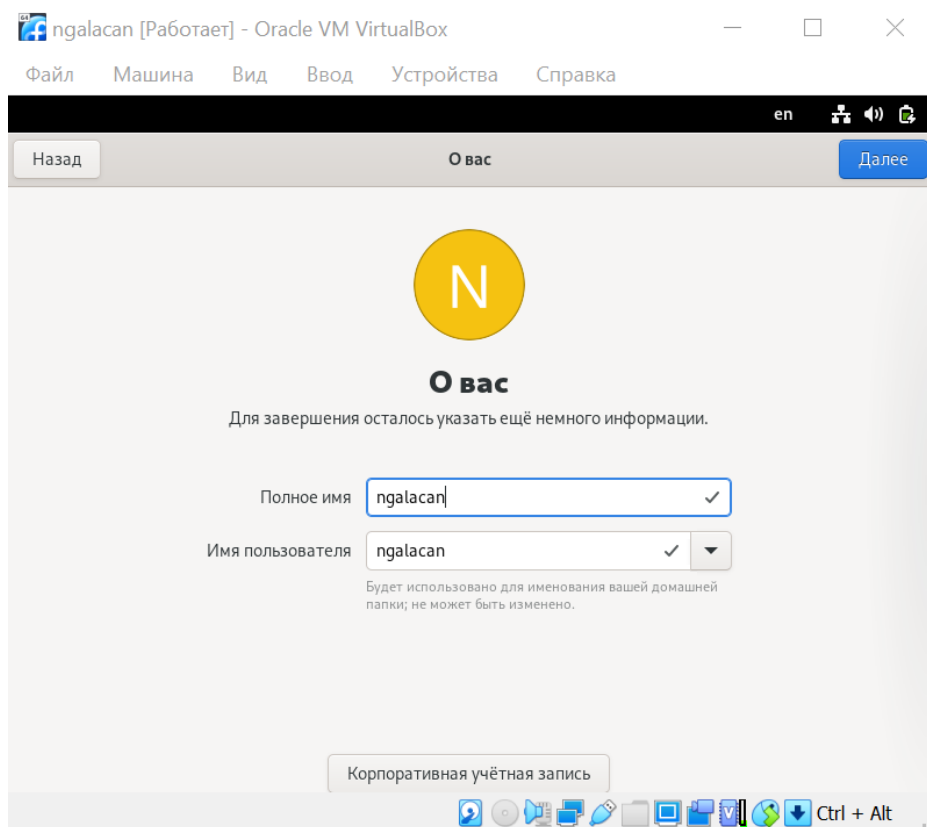 ngalacan [Работает] - Oracle VM VirtualBox
Файл Машина Вид Ввод Устройства Справка
en
Назад О вас Далее
N
О вас
Для завершения осталось указать ещё немного информации.
Полное имя ngalacan
Имя пользователя ngalacan
Будет использовано для именования вашей домашней
папки; не может быть изменено.
Корпоративная учётная запись
Ctrl + Alt